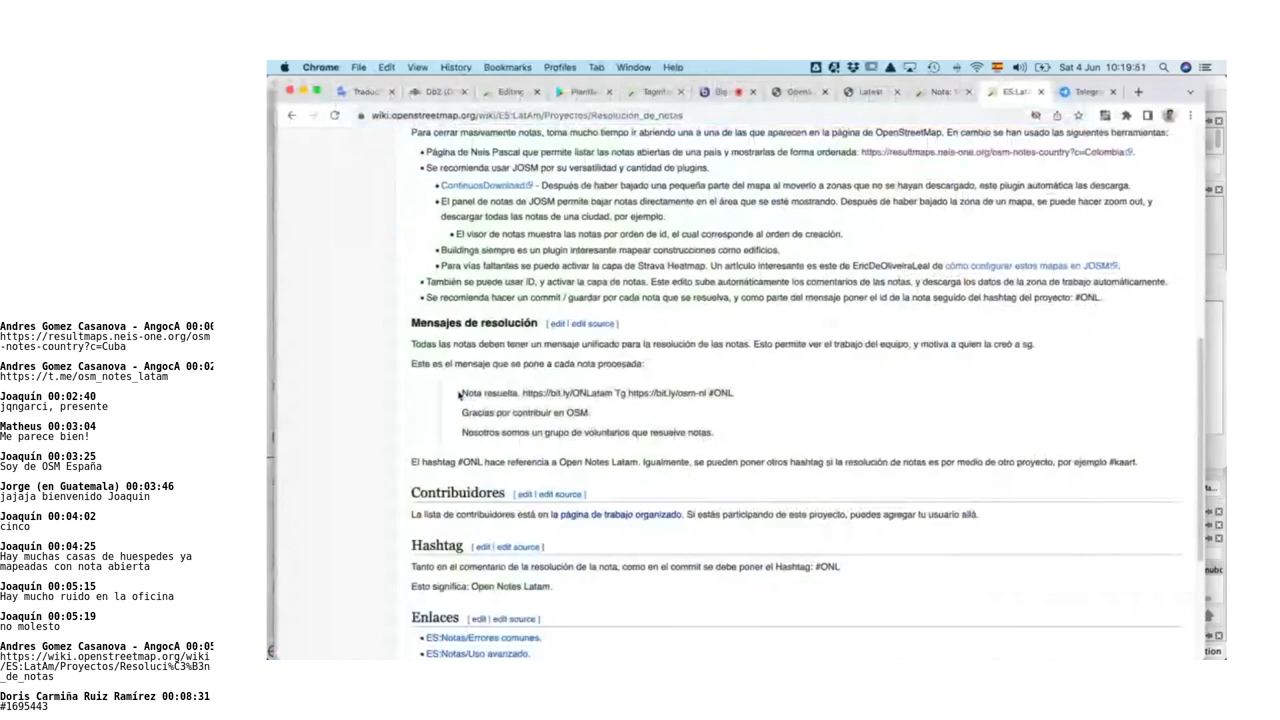 Andres Gomez Casanova - AngocA 00:00
https://resultmaps.neis-one.org/osm
-notes-country?c=Cuba
Andres Gomez Casanova - AngocA 00:02
https://t.me/osm_notes_latam
Joaquín 00:02:40
jqngarci, presente
Matheus 00:03:04
Me parece bien!
Joaquín 00:03:25
Soy de OSM España
Jorge (en Guatemala) 00:03:46
jajaja bienvenido Joaquin
Joaquín 00:04:02
cinco
Joaquín 00:04:25
Hay muchas casas de huespedes ya
mapeadas con nota abierta
Joaquín 00:05:15
Hay mucho ruido en la oficina
Joaquín 00:05:19
no molesto
Andres Gomez Casanova - AngocA 00:05
https://wiki.openstreetmap.org/wiki
/ES:LatAm/Proyectos/Resoluci%C3%B3n
_de_notas
Doris Carmiña Ruiz Ramírez 00:08:31
#1695443
Chrome File Edit View History Bookmarks Profiles Tab Window Help Sat 4 Jun 10:19:51
Traduc DbZ (D Editing Planti Tagert Big OpenS Latest Nota: 1 ES:Lat Telegr
wiki.openstreetmap.org/wiki/ES:LatAm/Proyectos/Resolución_de_notas
Para cerrar masivamente notas, toma mucho tiempo ir abriendo una a una de las que aparecen en la página de OpenStreetMap. En cambio se han usado las siguientes herramientas:
• Página de Neis Pascal que permite listar las notas abiertas de una país y mostrarlas de forma ordenada: https://resultmaps.neis-one.org/osm-notes-country?c=Colombia.
• Se recomienda usar JOSM por su versatilidad y cantidad de plugins.
• ContinuosDownload - Después de haber bajado una pequeña parte del mapa al moverlo a zonas que no se hayan descargado, este plugin automática las descarga.
• El panel de notas de JOSM permite bajar notas directamente en el área que se esté mostrando. Después de haber bajado la zona de un mapa, se puede hacer zoom out, y
descargar todas las notas de una ciudad, por ejemplo.
• El visor de notas muestra las notas por orden de id, el cual corresponde al orden de creación.
• Buildings siempre es un plugin interesante mapear construcciones como edificios.
• Para vías faltantes se puede activar la capa de Strava Heatmap. Un artículo interesante es este de EricDeOliveiraLeal de cómo configurar estos mapas en JOSM.
• También se puede usar iD, y activar la capa de notas. Este edito sube automáticamente los comentarios de las notas, y descarga los datos de la zona de trabajo automáticamente.
• Se recomienda hacer un commit / guardar por cada nota que se resuelva, y como parte del mensaje poner el id de la nota seguido del hashtag del proyecto: #ONL.
Mensajes de resolución [ edit | edit source ]
Todas las notas deben tener un mensaje unificado para la resolución de las notas. Esto permite ver el trabajo del equipo, y motiva a quien la creó a sg.
Este es el mensaje que se pone a cada nota procesada:
Nota resuelta. https://bit.ly/ONLatam Tg https://bit.ly/osm-nl #ONL
Gracias por contribuir en OSM.
Nosotros somos un grupo de voluntarios que resuelve notas.
El hashtag #ONL hace referencia a Open Notes Latam. Igualmente, se pueden poner otros hashtag si la resolución de notas es por medio de otro proyecto, por ejemplo #kaart.
Contribuidores [ edit | edit source ]
La lista de contribuidores está en la página de trabajo organizado. Si estás participando de este proyecto, puedes agregar tu usuario allá.
Hashtag [ edit | edit source ]
Tanto en el comentario de la resolución de la nota, como en el commit se debe poner el Hashtag: #ONL
Esto significa: Open Notes Latam.
Enlaces [ edit | edit source ]
• ES:Notas/Errores comunes.
• ES:Notas/Uso avanzado.